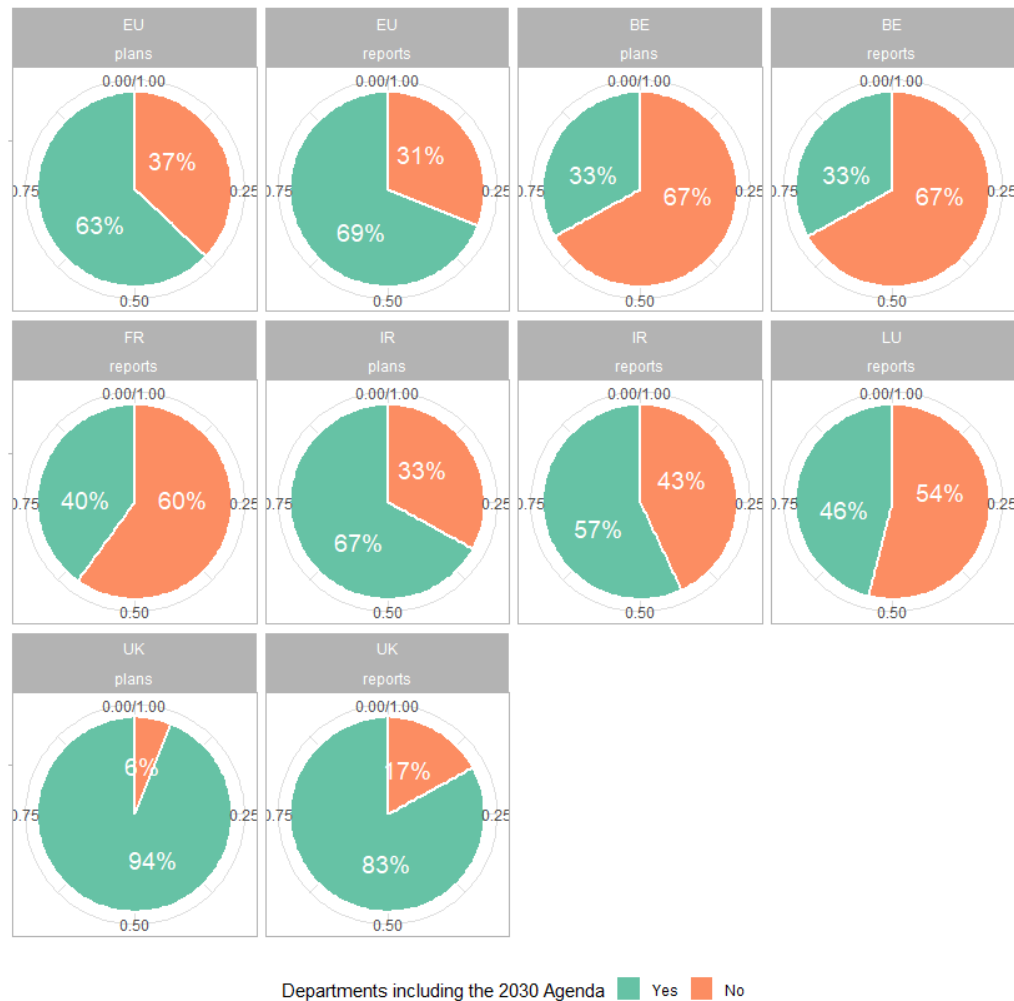 EU
plans
EU
reports
BE
plans
BE
reports
0.00/1.00
37%
63%
0.75
0.25
0.50
0.00/1.00
31%
69%
0.75
0.25
0.50
0.00/1.00
33%
67%
0.75
0.25
0.50
0.00/1.00
33%
67%
0.75
0.25
0.50
FR
reports
IR
plans
IR
reports
LU
reports
0.00/1.00
40%
60%
0.75
0.25
0.50
0.00/1.00
33%
67%
0.75
0.25
0.50
0.00/1.00
43%
57%
0.75
0.25
0.50
0.00/1.00
46%
54%
0.75
0.25
0.50
UK
plans
UK
reports
0.00/1.00
6%
94%
0.75
0.25
0.50
0.00/1.00
17%
83%
0.75
0.25
0.50
Departments including the 2030 Agenda Yes No